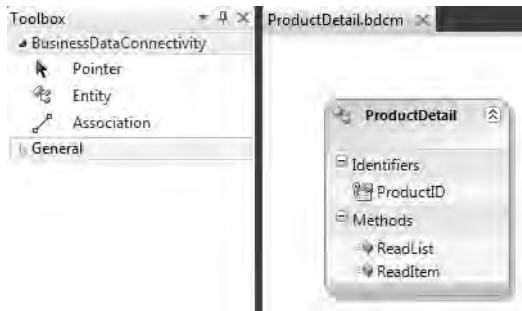 Toolbox
BusinessDataConnectivity
Pointer
Entity
Association
General
ProductDetail.bdcm
ProductDetail
Identifiers
ProductID
Methods
ReadList
ReadItem